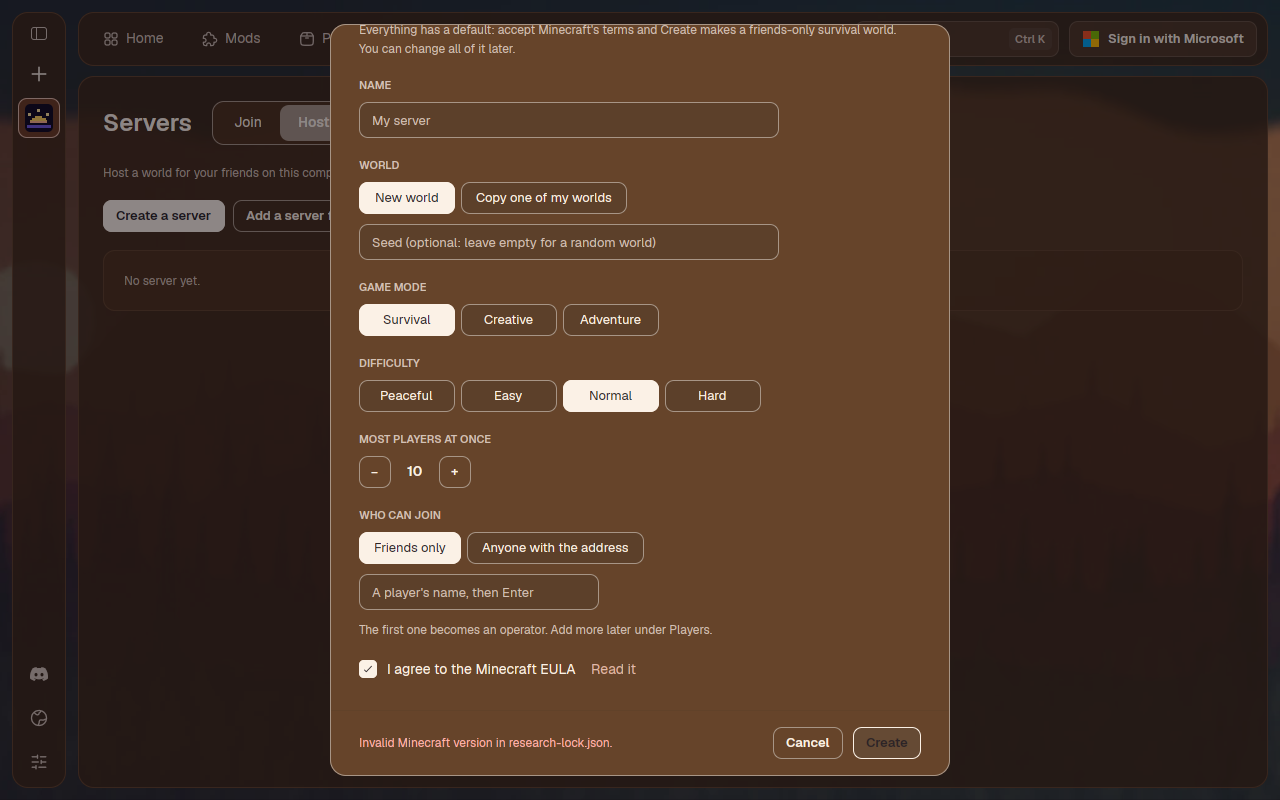 Home
Mods
P
Ctrl K
Sign in with Microsoft
Servers
Join
Host
Host a world for your friends on this comp
Create a server
Add a server f
No server yet.
Everything has a default: accept Minecraft's terms and Create makes a friends-only survival world.
You can change all of it later.
NAME
My server
WORLD
New world
Copy one of my worlds
Seed (optional: leave empty for a random world)
GAME MODE
Survival
Creative
Adventure
DIFFICULTY
Peaceful
Easy
Normal
Hard
MOST PLAYERS AT ONCE
–
10
+
WHO CAN JOIN
Friends only
Anyone with the address
A player's name, then Enter
The first one becomes an operator. Add more later under Players.
I agree to the Minecraft EULA
Read it
Invalid Minecraft version in research-lock.json.
Cancel
Create